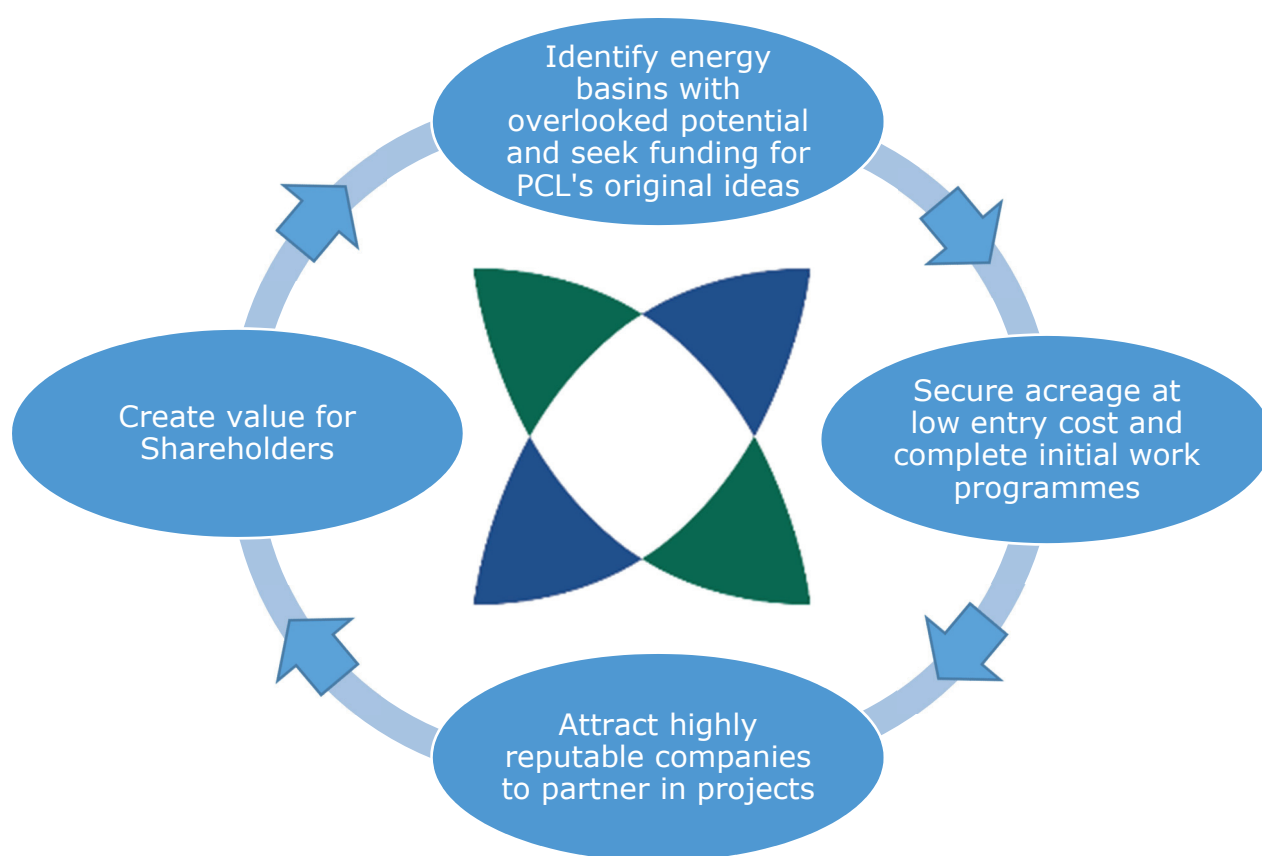 Identify energy
basins with
overlooked potential
and seek funding for
PCL's original ideas
Secure acreage at
low entry cost and
complete initial work
programmes
Attract highly
reputable companies
to partner in projects
Create value for
Shareholders